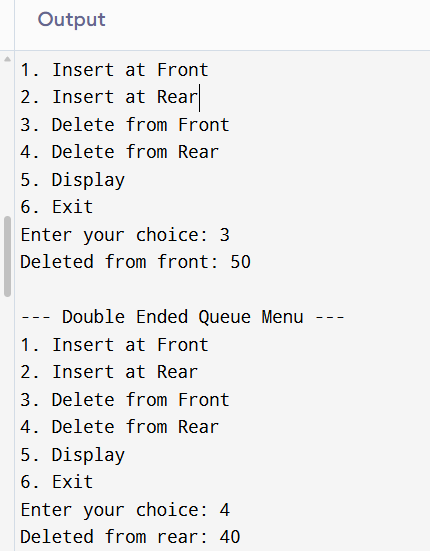 Output
1. Insert at Front
2. Insert at Rear
3. Delete from Front
4. Delete from Rear
5. Display
6. Exit
Enter your choice: 3
Deleted from front: 50

--- Double Ended Queue Menu ---
1. Insert at Front
2. Insert at Rear
3. Delete from Front
4. Delete from Rear
5. Display
6. Exit
Enter your choice: 4
Deleted from rear: 40